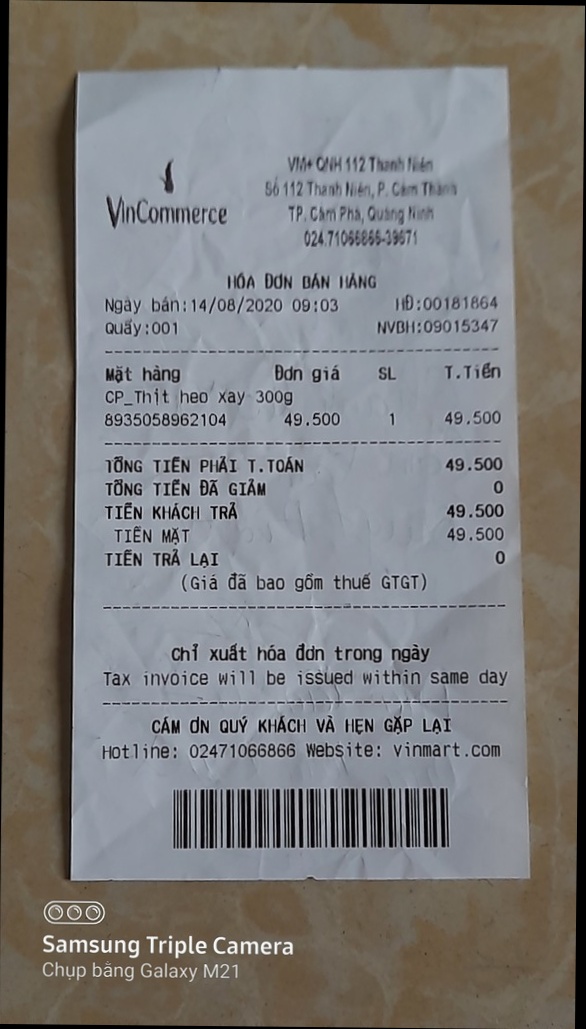 VinCommerce
VM+ QNH 112 Thanh Niên
Số 112 Thanh Niên, P. Cẩm Thành
TP. Cẩm Phả, Quảng Ninh
024.71066866-39671
HÓA ĐƠN BÁN HÀNG
Ngày bán:14/08/2020 09:03 HĐ:00181864
Quầy:001 NVBH:09015347
Mặt hàng Đơn giá SL T.Tiền
CP_Thịt heo xay 300g
8935058962104 49.500 1 49.500
TỔNG TIỀN PHẢI T.TOÁN 49.500
TỔNG TIỀN ĐÃ GIẢM 0
TIỀN KHÁCH TRẢ 49.500
TIỀN MẶT 49.500
TIỀN TRẢ LẠI 0
(Giá đã bao gồm thuế GTGT)
Chỉ xuất hóa đơn trong ngày
Tax invoice will be issued within same day
CÁM ƠN QUÝ KHÁCH VÀ HẸN GẶP LẠI
Hotline: 02471066866 Website: vinmart.com
Samsung Triple Camera
Chụp bằng Galaxy M21